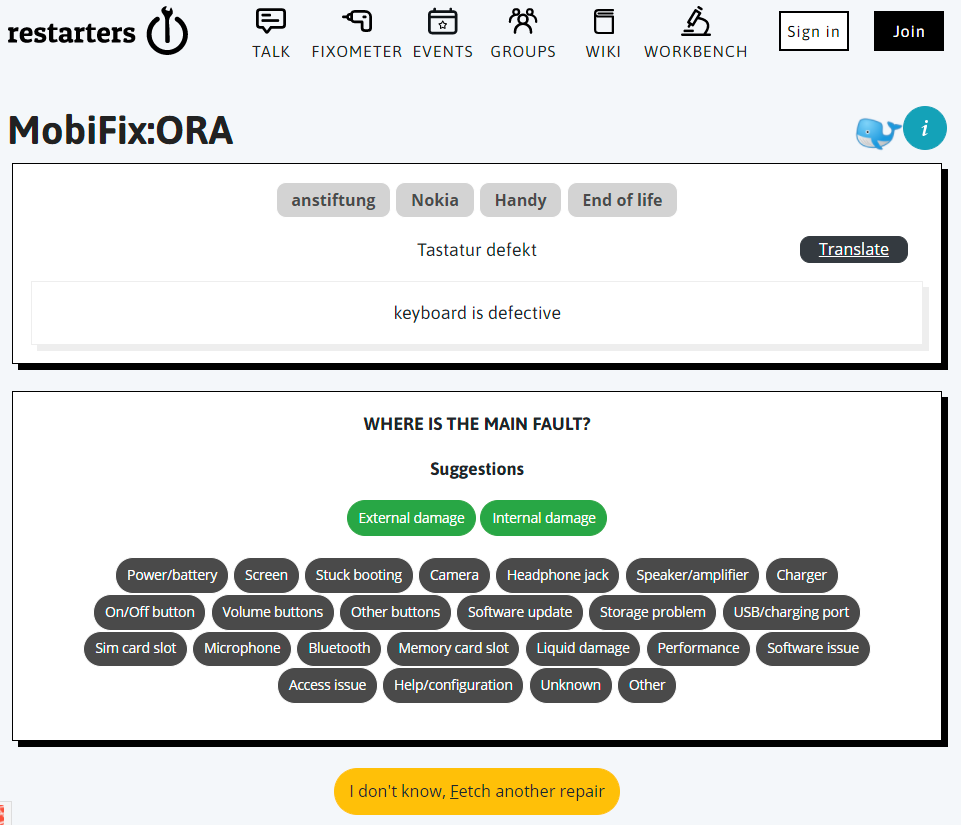 restarters
TALK FIXOMETER EVENTS GROUPS WIKI WORKBENCH Sign in Join
MobiFix:ORA
i
anstiftung Nokia Handy End of life
Tastatur defekt Translate
keyboard is defective
WHERE IS THE MAIN FAULT?
Suggestions
External damage Internal damage
Power/battery Screen Stuck booting Camera Headphone jack Speaker/amplifier Charger
On/Off button Volume buttons Other buttons Software update Storage problem USB/charging port
Sim card slot Microphone Bluetooth Memory card slot Liquid damage Performance Software issue
Access issue Help/configuration Unknown Other
I don't know, Fetch another repair